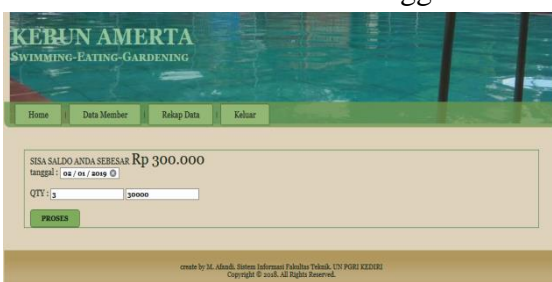 KEBUN AMERTA
SWIMMING-EATING-GARDENING
Home | Data Member | Rekap Data | Keluar
SISA SALDO ANDA SEBESAR Rp 300.000
tanggal : 02 / 01 / 2019
QTY : 3 30000
PROSES
create by M. Afandi. Sistem Informasi Fakultas Teknik. UN PGRI KEDIRI
Copyright © 2018. All Rights Reserved.